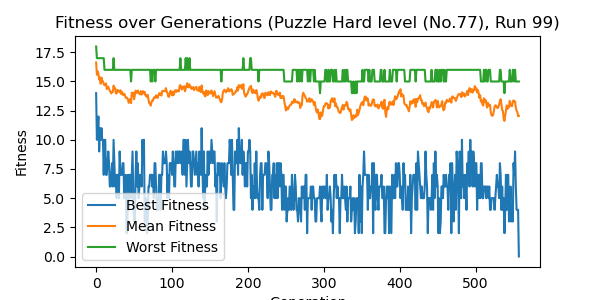 Fitness over Generations (Puzzle Hard level (No.77), Run 99)
17.5
15.0
12.5
10.0
7.5
5.0
2.5
0.0
Fitness
Best Fitness
Mean Fitness
Worst Fitness
0 100 200 300 400 500
Generation